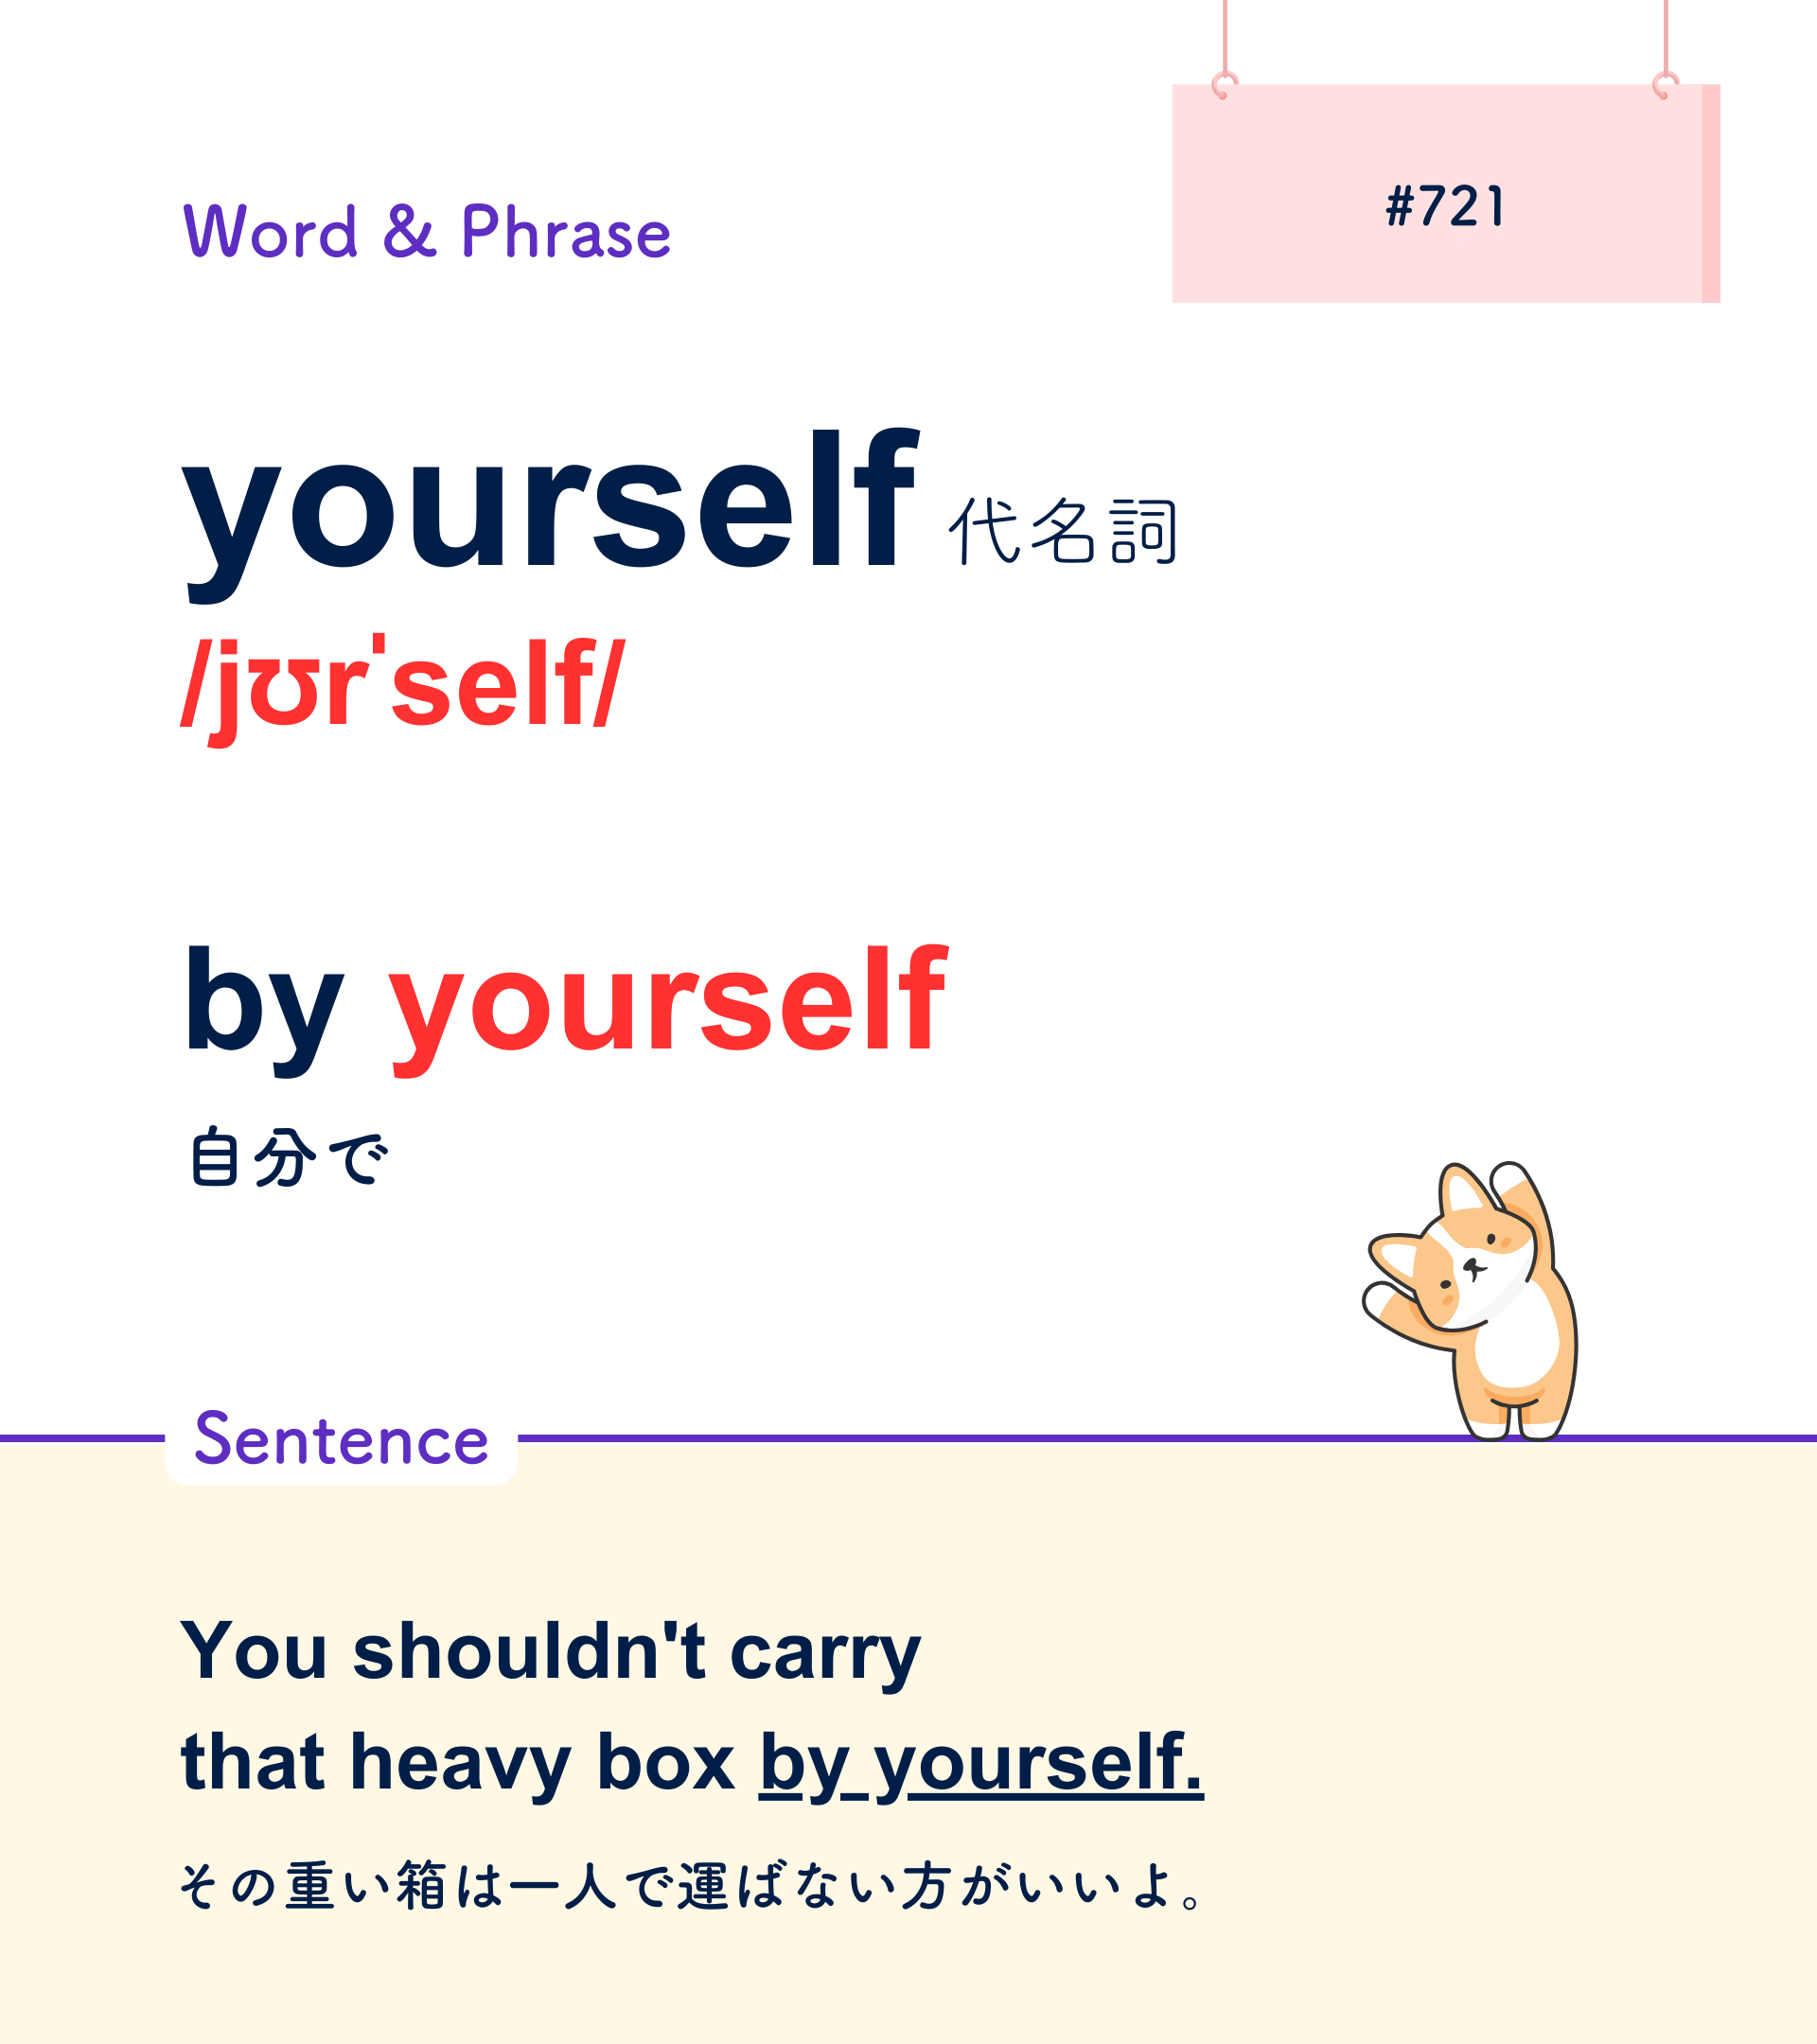 Word & Phrase
#721
yourself 代名詞
/jʊrˈself/
by yourself
自分で
Sentence
You shouldn't carry
that heavy box by yourself.
その重い箱は一人で運ばない方がいいよ。